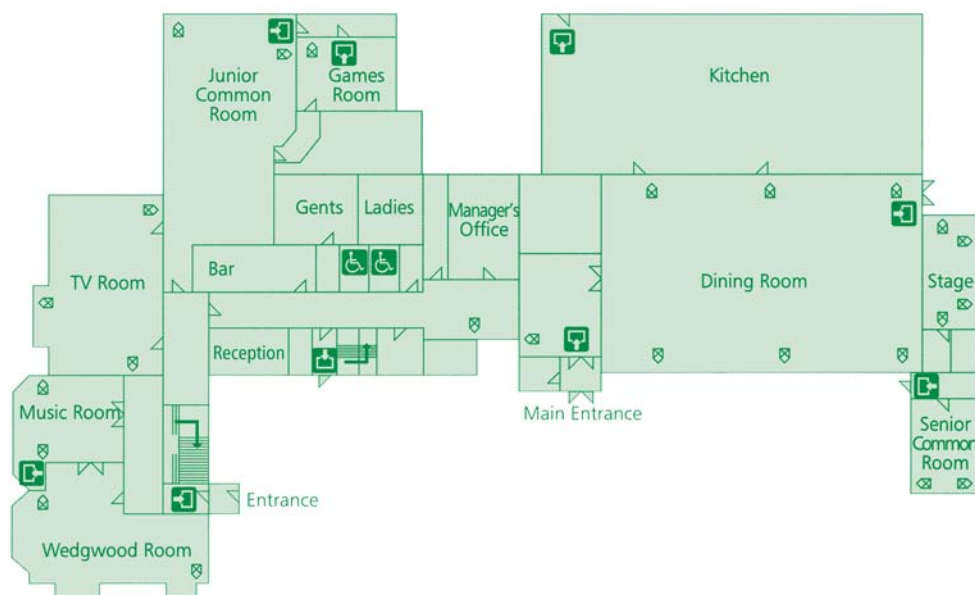 Junior
Common
Room
Games
Room
Kitchen
Gents
Ladies
Manager's
Office
TV Room
Bar
Dining Room
Stage
Reception
Music Room
Main Entrance
Senior
Common
Room
Entrance
Wedgwood Room